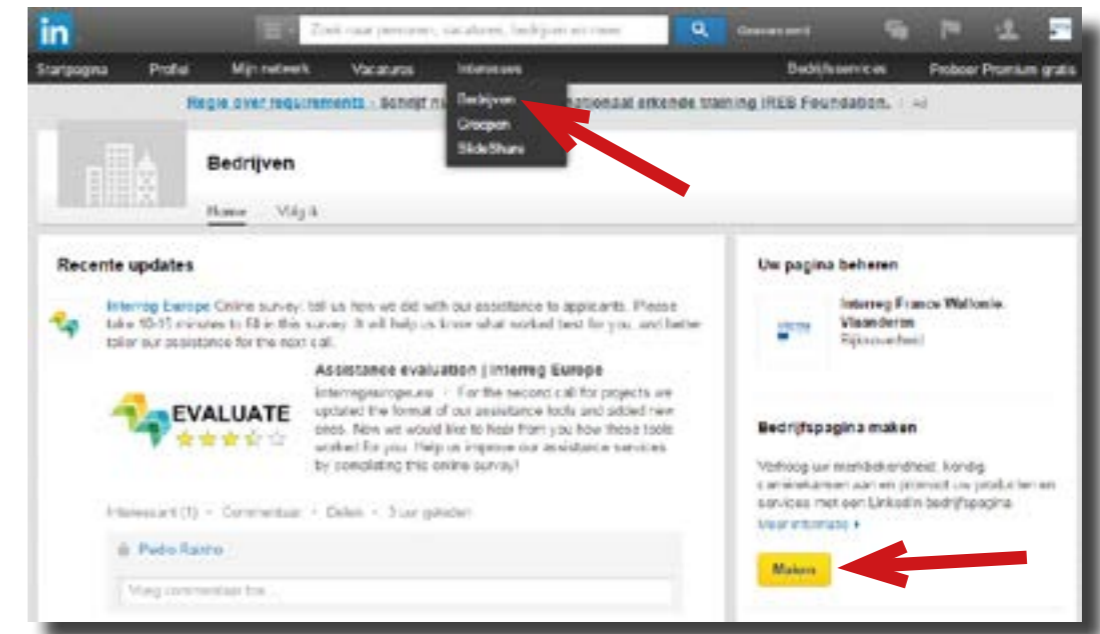 in
Zoek naar personen, vacatures, bedrijven en meer
Geavanceerd
Startpagina Profiel Mijn netwerk Vacatures Interesses Bedrijfsservices Probeer Premium gratis
Regie over requirements - Schrijf nationaal erkende training IREB Foundation. Ad
Bedrijven
Groepen
SlideShare
Bedrijven
Home Volg ik
Recente updates
Interreg Europe Online survey: tell us how we did with our assistance to applicants. Please
take 10-15 minutes to fill in this survey. It will help us know what worked best for you, and better
tailor our assistance for the next call.
Assistance evaluation | Interreg Europe
interregeurope.eu · For the second call for projects we
updated the format of our assistance tools and added new
ones. Now we would like to hear from you how these tools
worked for you. Help us improve our assistance services
by completing this online survey!
EVALUATE
Interessant (1) • Commentaar • Delen • 3 uur geleden
Pedro
Voeg commentaar toe...
Uw pagina beheren
Interreg France-Wallonie-
Vlaanderen
Rijksoverheid
Bedrijfspagina maken
Verhoog uw merkbekendheid, kondig
carrièrekansen aan en promoot uw producten en
services met een LinkedIn bedrijfspagina
Meer informatie
Maken